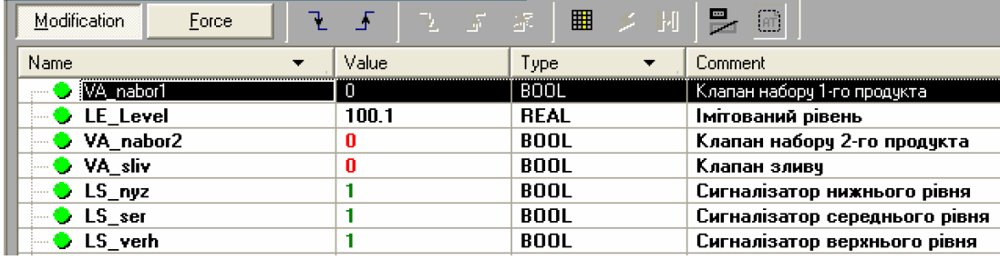 Modification Force
Name Value Type Comment
VA_nabor1 0 BOOL Клапан набору 1-го продукта
LE_Level 100.1 REAL Імітований рівень
VA_nabor2 0 BOOL Клапан набору 2-го продукта
VA_sliv 0 BOOL Клапан зливу
LS_nyz 1 BOOL Сигналізатор нижнього рівня
LS_ser 1 BOOL Сигналізатор середнього рівня
LS_verh 1 BOOL Сигналізатор верхнього рівня